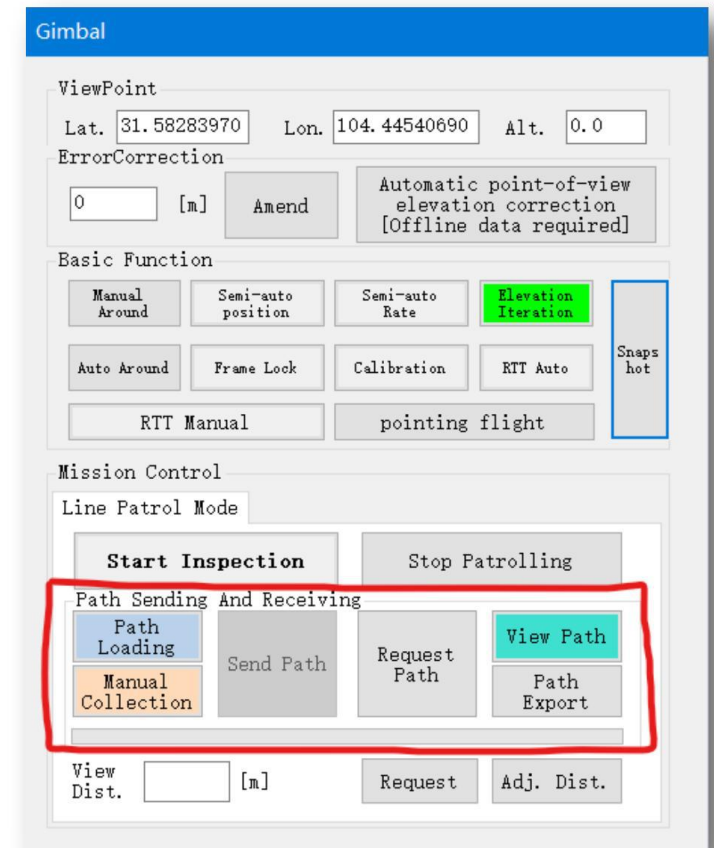 Gimbal
ViewPoint
Lat. 31.58283970 Lon. 104.44540690 Alt. 0.0
ErrorCorrection
0 [m] Amend
Automatic point-of-view
elevation correction
[Offline data required]
Basic Function
Manual
Around
Semi-auto
position
Semi-auto
Rate
Elevation
Iteration
Snaps
hot
Auto Around Frame Lock Calibration RTT Auto
RTT Manual pointing flight
Mission Control
Line Patrol Mode
Start Inspection Stop Patrolling
Path Sending And Receiving
Path
Loading
Manual
Collection
Send Path
Request
Path
View Path
Path
Export
View
Dist. [m] Request Adj. Dist.